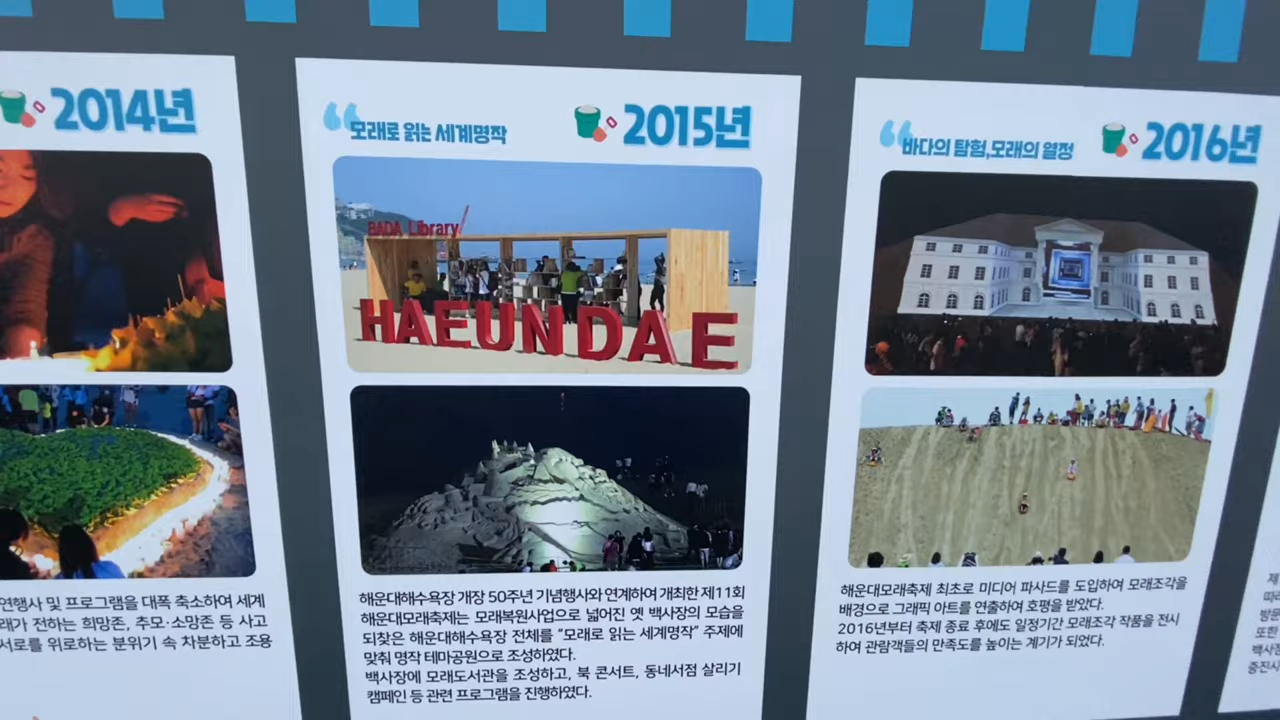 2014년
연행사 및 프로그램을 대폭 축소하여 세계
래가 전하는 희망존, 추모·소망존 등 사고
서로를 위로하는 분위기 속 차분하고 조용
모래로 읽는 세계명작
2015년
BADA Library
HAEUNDAE
해운대해수욕장 개장 50주년 기념행사와 연계하여 개최한 제11회
해운대모래축제는 모래복원사업으로 넓어진 옛 백사장의 모습을
되찾은 해운대해수욕장 전체를 "모래로 읽는 세계명작" 주제에
맞춰 명작 테마공원으로 조성하였다.
백사장에 모래도서관을 조성하고, 북 콘서트, 동네서점 살리기
캠페인 등 관련 프로그램을 진행하였다.
바다의 탐험,모래의 열정
2016년
해운대모래축제 최초로 미디어 파사드를 도입하여 모래조각을
배경으로 그래픽 아트를 연출하여 호평을 받았다.
2016년부터 축제 종료 후에도 일정기간 모래조각 작품을 전시
하여 관람객들의 만족도를 높이는 계기가 되었다.
또한